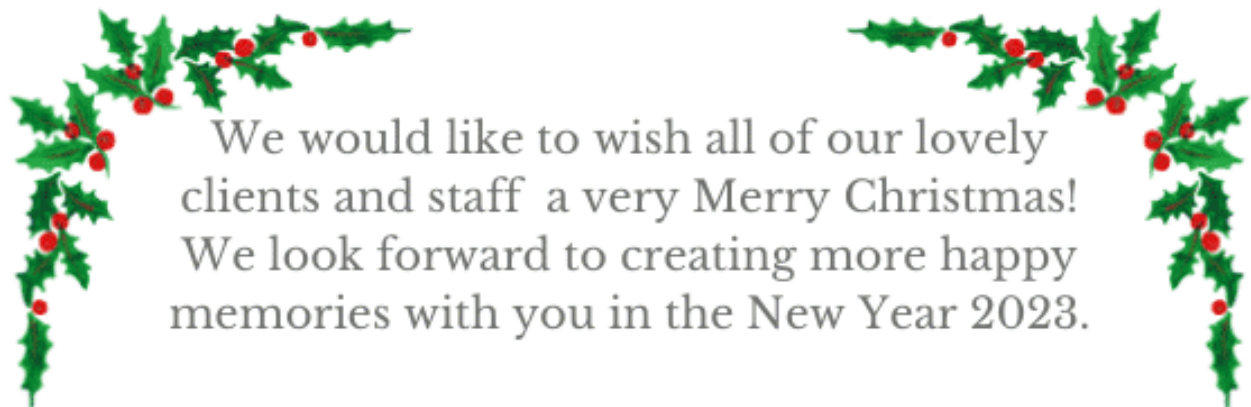 We would like to wish all of our lovely
clients and staff  a very Merry Christmas!
We look forward to creating more happy
memories with you in the New Year 2023.